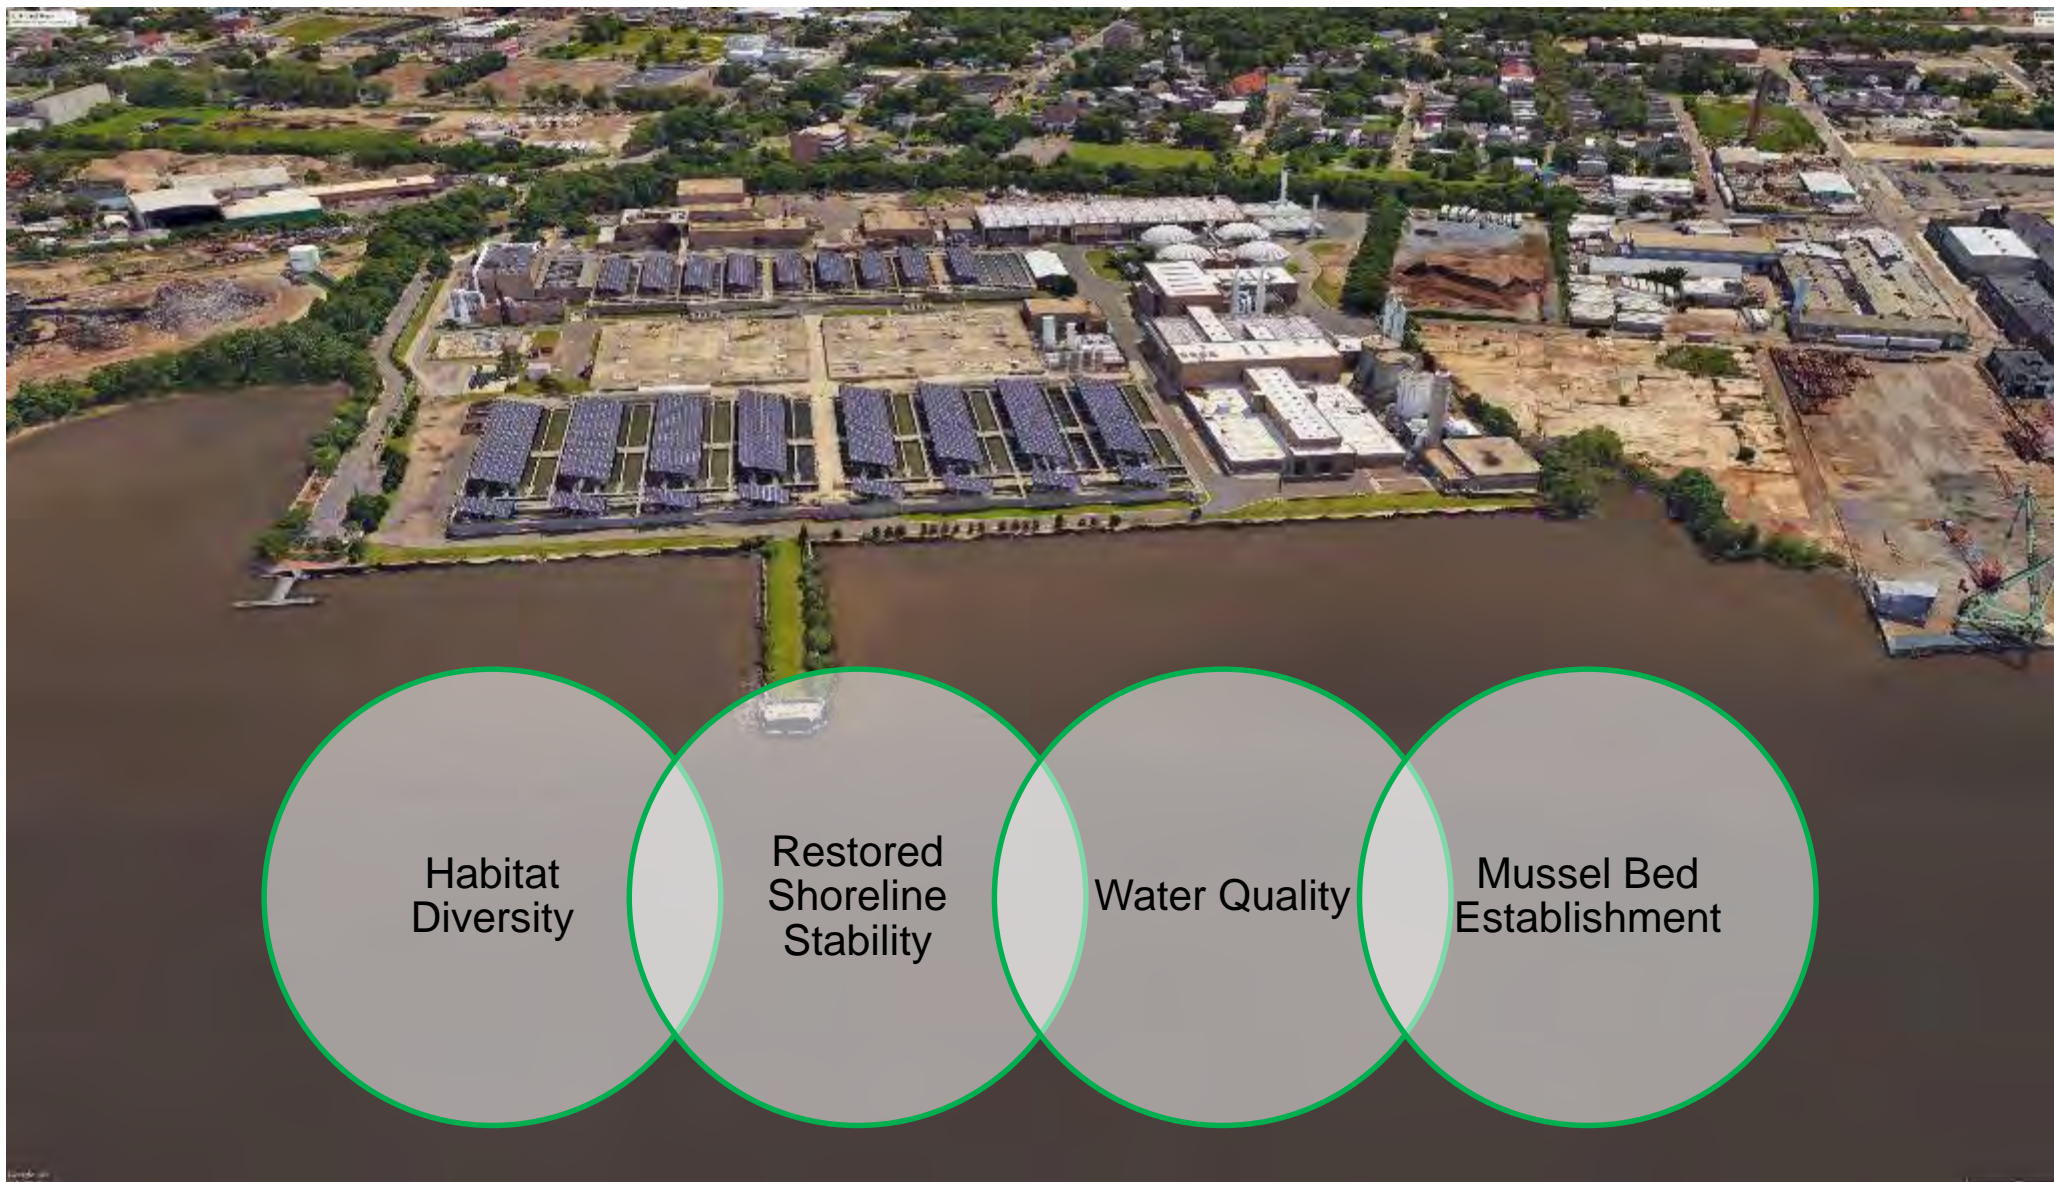 Habitat
Diversity
Restored
Shoreline
Stability
Water Quality
Mussel Bed
Establishment